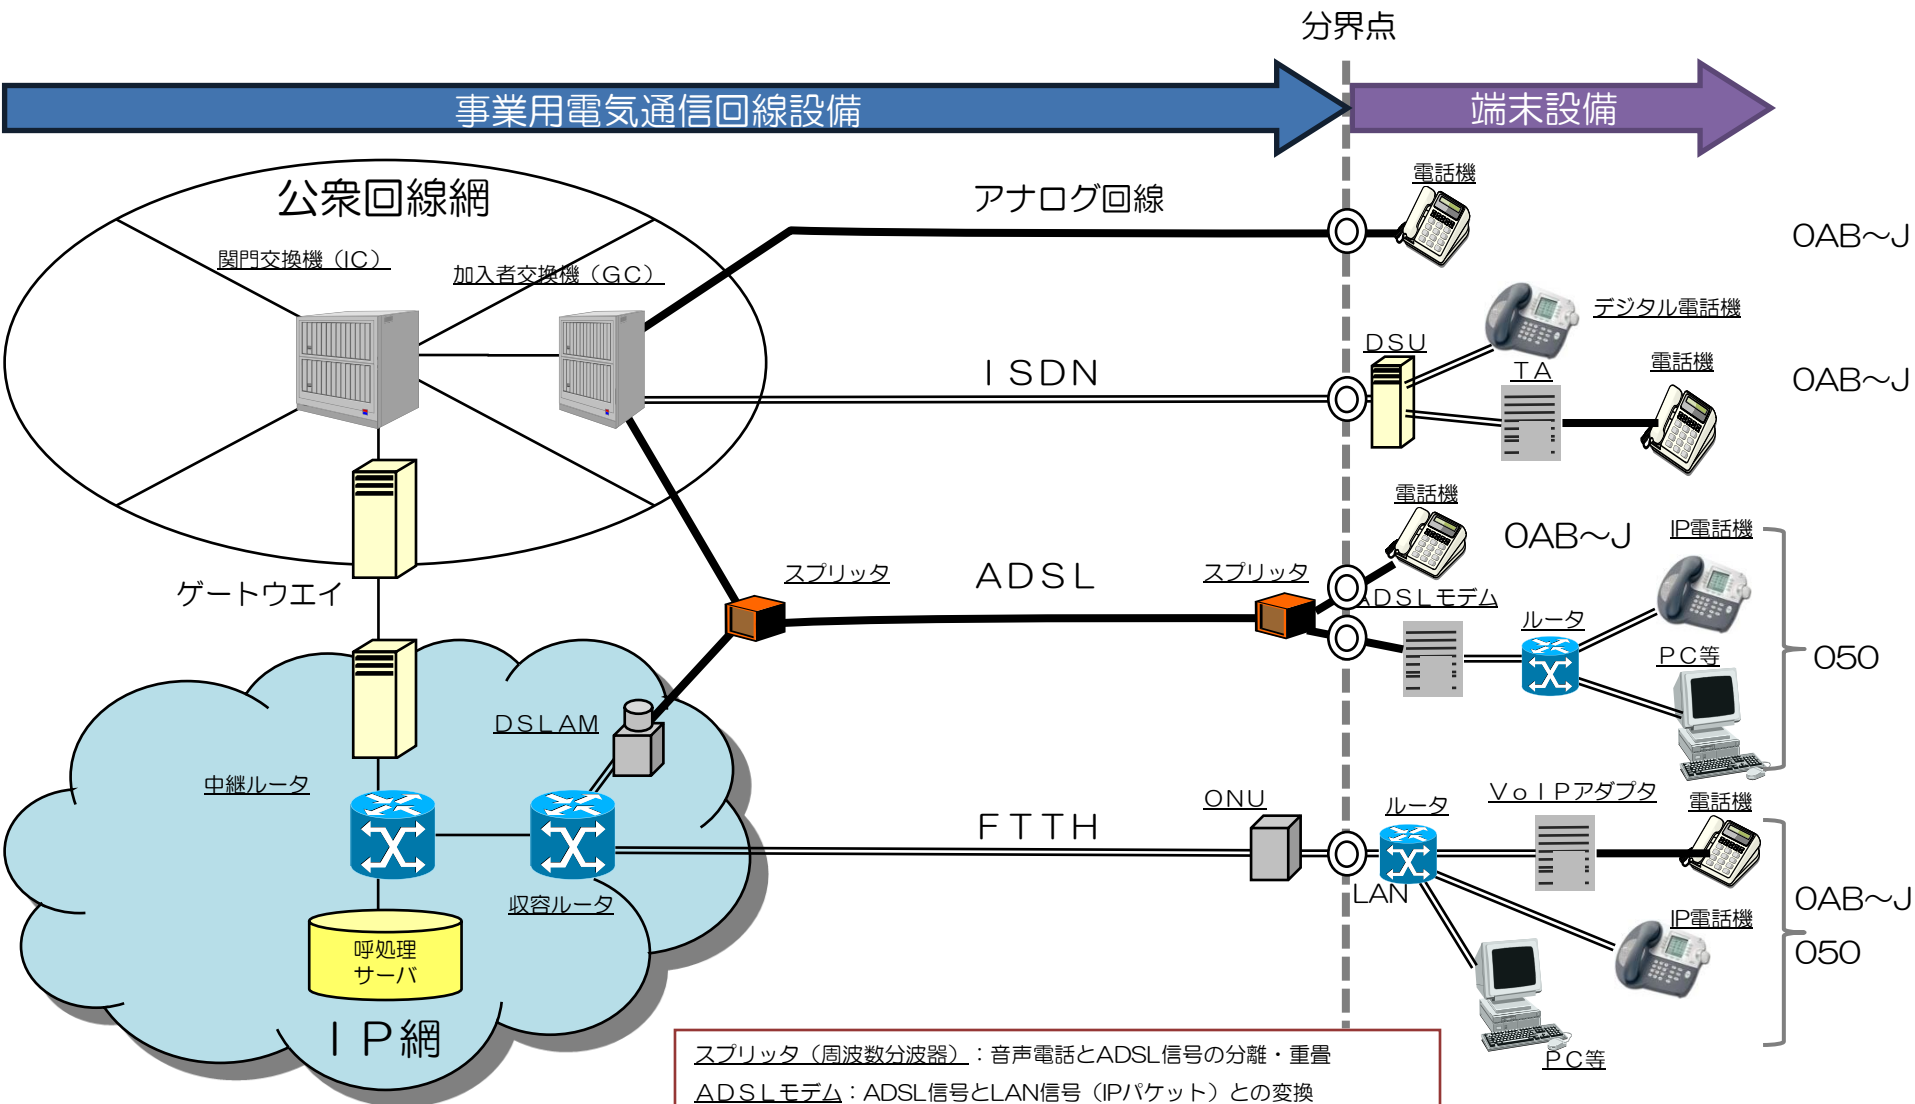 分界点
事業用電気通信回線設備
端末設備
公衆回線網
関門交換機（IC）
加入者交換機（GC）
アナログ回線
電話機
0AB〜J
ISDN
DSU
デジタル電話機
TA
電話機
0AB〜J
ゲートウエイ
スプリッタ
ADSL
スプリッタ
電話機
0AB〜J
ADSLモデム
ルータ
IP電話機
PC等
050
DSLAM
中継ルータ
収容ルータ
呼処理
サーバ
IP網
FTTH
ONU
ルータ
LAN
VoIPアダプタ
電話機
IP電話機
PC等
0AB〜J
050
スプリッタ（周波数分波器）：音声電話とADSL信号の分離・重畳
ADSLモデム：ADSL信号とLAN信号（IPパケット）との変換